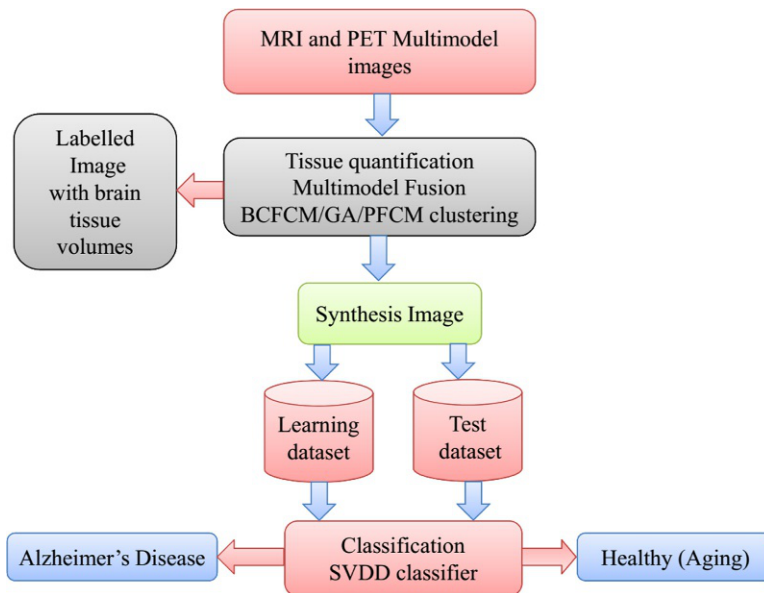 MRI and PET Multimodel
images
Labelled
Image
with brain
tissue
volumes
Tissue quantification
Multimodel Fusion
BCFCM/GA/PFCM clustering
Synthesis Image
Learning
dataset
Test
dataset
Alzheimer's Disease
Classification
SVDD classifier
Healthy (Aging)